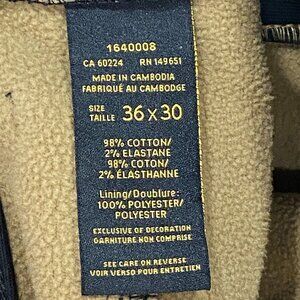 1640008
CA 60224 RN 149651
MADE IN CAMBODIA
FABRIQUÉ AU CAMBODGE
SIZE
TAILLE 36 x 30
98% COTTON/
2% ELASTANE
98% COTON/
2% ÉLASTHANNE
Lining/Doublure:
100% POLYESTER/
POLYESTER
EXCLUSIVE OF DECORATION
GARNITURE NON COMPRISE
SEE CARE ON REVERSE
VOIR VERSO POUR ENTRETIEN